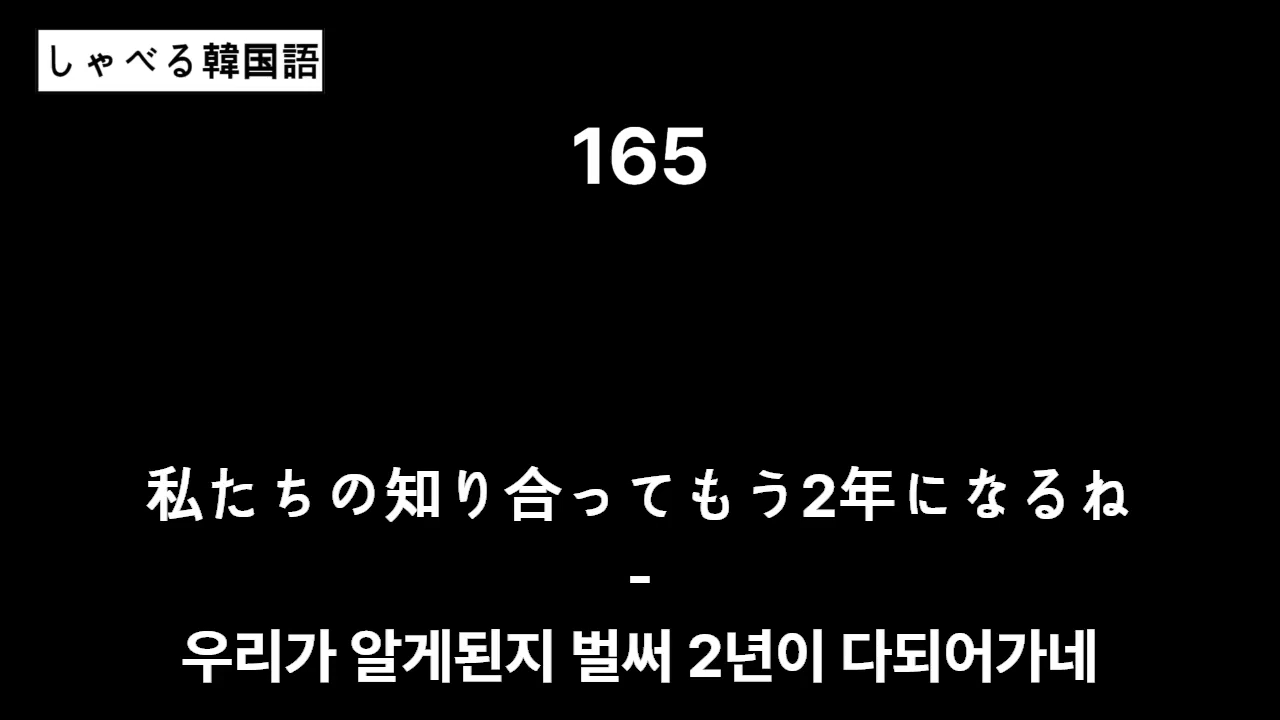 しゃべる韓国語
165
私たちの知り合ってもう2年になるね
-
우리가 알게된지 벌써 2년이 다되어가네